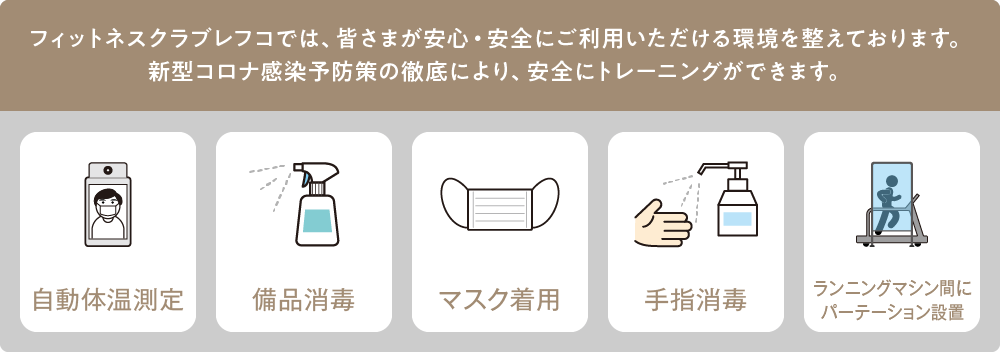 フィットネスクラブレフコでは、皆さまが安心・安全にご利用いただける環境を整えております。
新型コロナ感染予防策の徹底により、安全にトレーニングができます。
自動体温測定
備品消毒
マスク着用
手指消毒
ランニングマシン間に
パーテーション設置